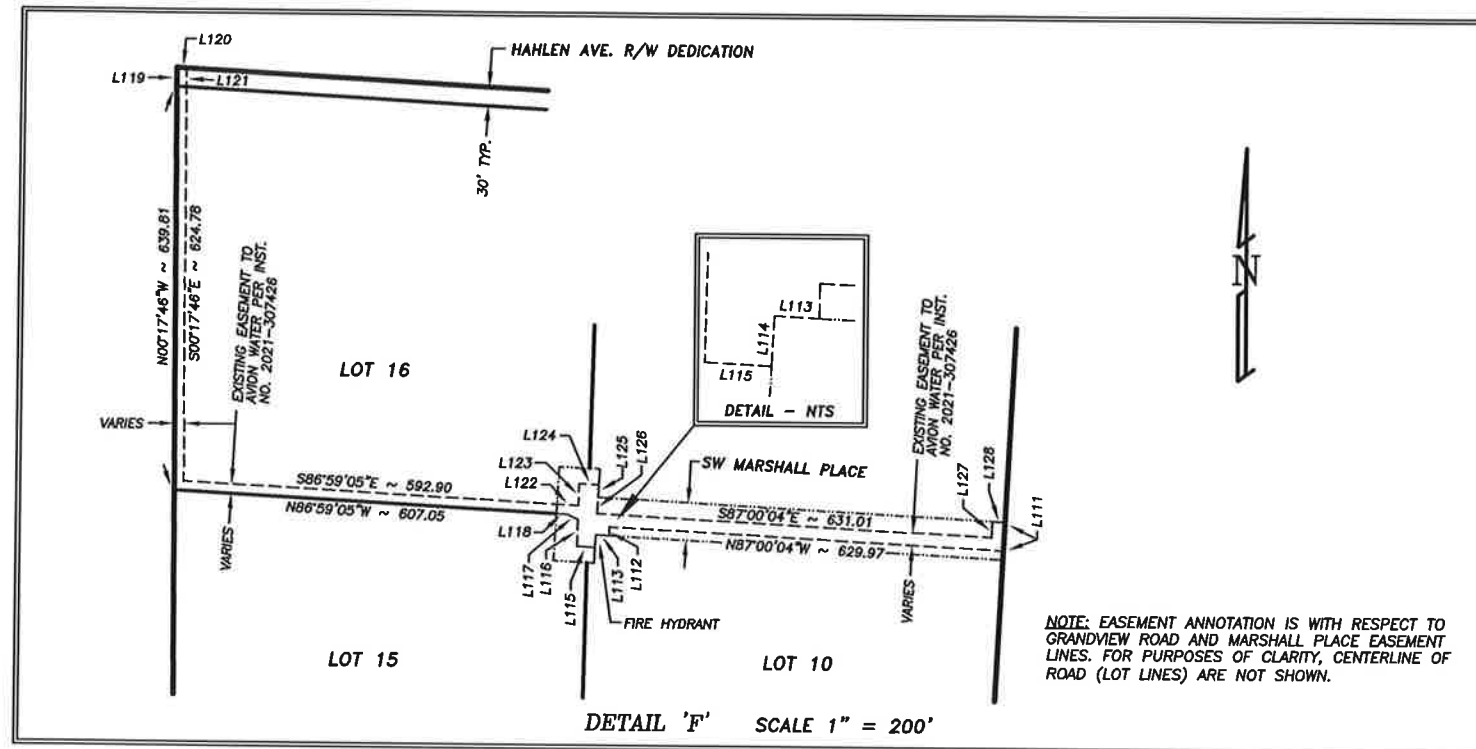 L120
HAHLEN AVE. R/W DEDICATION
L119
L121
30' TYP.
N00°17'46"W ~ 639.81
S00°17'46"E ~ 624.78
EXISTING EASEMENT TO
AVION WATER PER INST.
NO. 2021-307426
LOT 16
VARIES
L113
L114
L115
DETAIL - NTS
N
EXISTING EASEMENT TO
AVION WATER PER INST.
NO. 2021-307426
L124
L125
L126
L123
L122
SW MARSHALL PLACE
L127
L128
L111
S86°59'05"E ~ 592.90
N86°59'05"W ~ 607.05
S87°00'04"E ~ 631.01
N87°00'04"W ~ 629.97
L118
L117
L116
L115
L113
L112
VARIES
VARIES
FIRE HYDRANT
LOT 15
LOT 10
NOTE: EASEMENT ANNOTATION IS WITH RESPECT TO
GRANDVIEW ROAD AND MARSHALL PLACE EASEMENT
LINES. FOR PURPOSES OF CLARITY, CENTERLINE OF
ROAD (LOT LINES) ARE NOT SHOWN.
DETAIL 'F' SCALE 1" = 200'